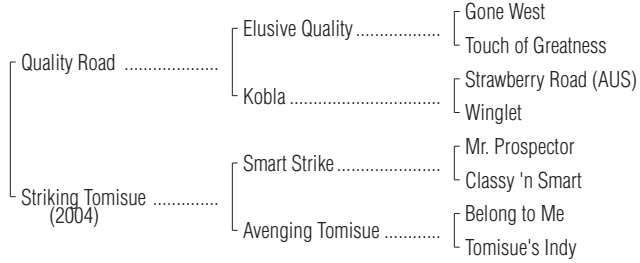 Gone West
Elusive Quality ..................
Touch of Greatness
Quality Road ....................
Strawberry Road (AUS)
Kobla ................................
Winglet
Mr. Prospector
Smart Strike ......................
Classy 'n Smart
Striking Tomisue ..............
(2004)
Belong to Me
Avenging Tomisue ............
Tomisue's Indy